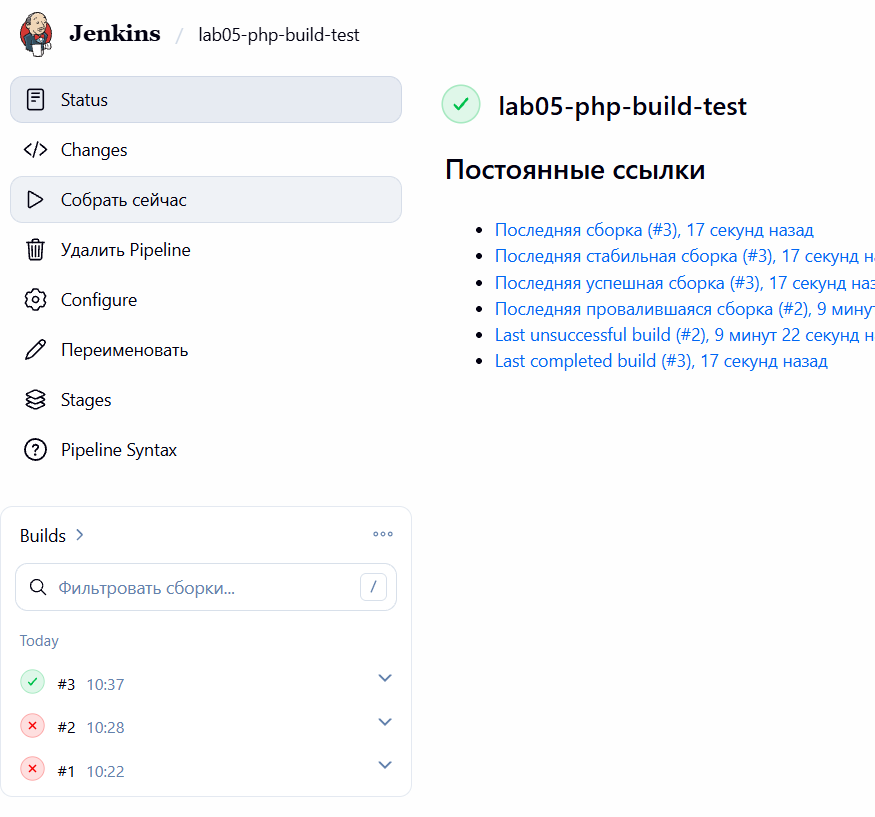 Jenkins / lab05-php-build-test
Status
Changes
Собрать сейчас
Удалить Pipeline
Configure
Переименовать
Stages
Pipeline Syntax
Builds
Фильтровать сборки...
/
Today
#3 10:37
#2 10:28
#1 10:22
lab05-php-build-test
Постоянные ссылки
Последняя сборка (#3), 17 секунд назад
Последняя стабильная сборка (#3), 17 секунд
Последняя успешная сборка (#3), 17 секунд
Последняя провалившаяся сборка (#2), 9
Last unsuccessful build (#2), 9 минут 22 секунд
Last completed build (#3), 17 секунд назад